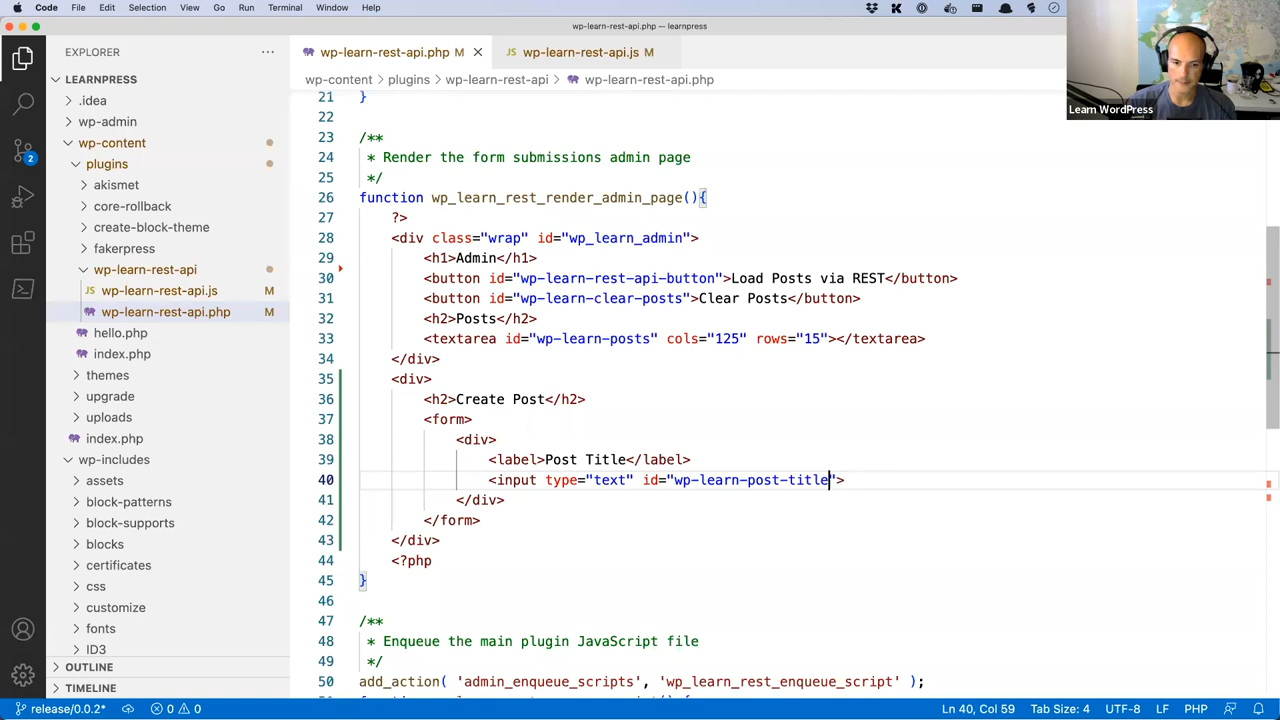 Code File Edit Selection View Go Run Terminal Window Help
wp-learn-rest-api.php — learnpress
EXPLORER
LEARNPRESS
.idea
wp-admin
wp-content
plugins
akismet
core-rollback
create-block-theme
fakerpress
wp-learn-rest-api
wp-learn-rest-api.js M
wp-learn-rest-api.php M
hello.php
index.php
themes
upgrade
uploads
index.php
wp-includes
assets
block-patterns
block-supports
blocks
certificates
css
customize
fonts
ID3
OUTLINE
TIMELINE
2
wp-learn-rest-api.php M
wp-learn-rest-api.js M
wp-content > plugins > wp-learn-rest-api > wp-learn-rest-api.php
21 }
22
23 /**
24 * Render the form submissions admin page
25 */
26 function wp_learn_rest_render_admin_page(){
27 ?>
28 <div class="wrap" id="wp_learn_admin">
29 <h1>Admin</h1>
30 <button id="wp-learn-rest-api-button">Load Posts via REST</button>
31 <button id="wp-learn-clear-posts">Clear Posts</button>
32 <h2>Posts</h2>
33 <textarea id="wp-learn-posts" cols="125" rows="15"></textarea>
34 </div>
35 <div>
36 <h2>Create Post</h2>
37 <form>
38 <div>
39 <label>Post Title</label>
40 <input type="text" id="wp-learn-post-title">
41 </div>
42 </form>
43 </div>
44 <?php
45 }
46
47 /**
48 * Enqueue the main plugin JavaScript file
49 */
50 add_action( 'admin_enqueue_scripts', 'wp_learn_rest_enqueue_script' );
Learn WordPress
release/0.0.2* 0 0 Ln 40, Col 59 Tab Size: 4 UTF-8 LF PHP